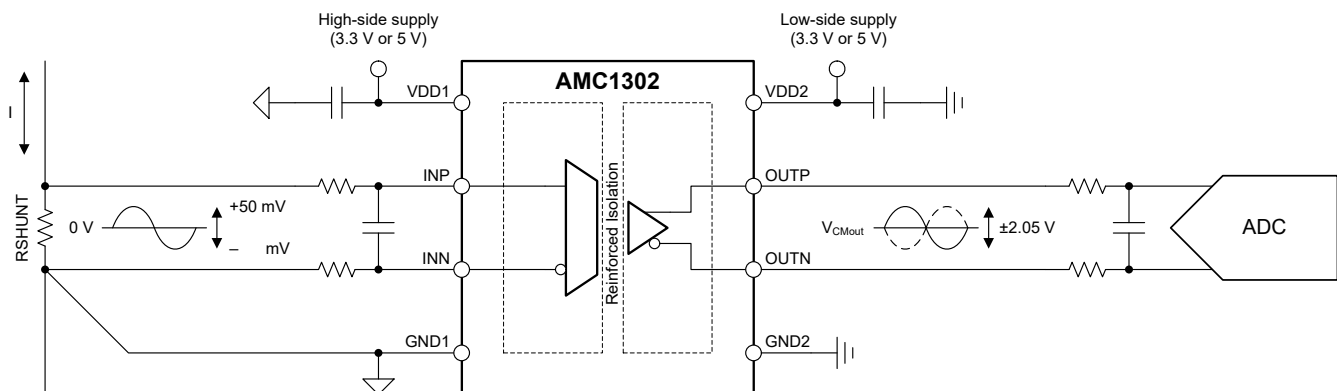 High-side supply
(3.3 V or 5 V)
Low-side supply
(3.3 V or 5 V)
AMC1302
I
VDD1
VDD2
RSHUNT
0 V
+50 mV
– mV
INP
INN
Reinforced Isolation
OUTP
OUTN
VCMout
±2.05 V
ADC
GND1
GND2